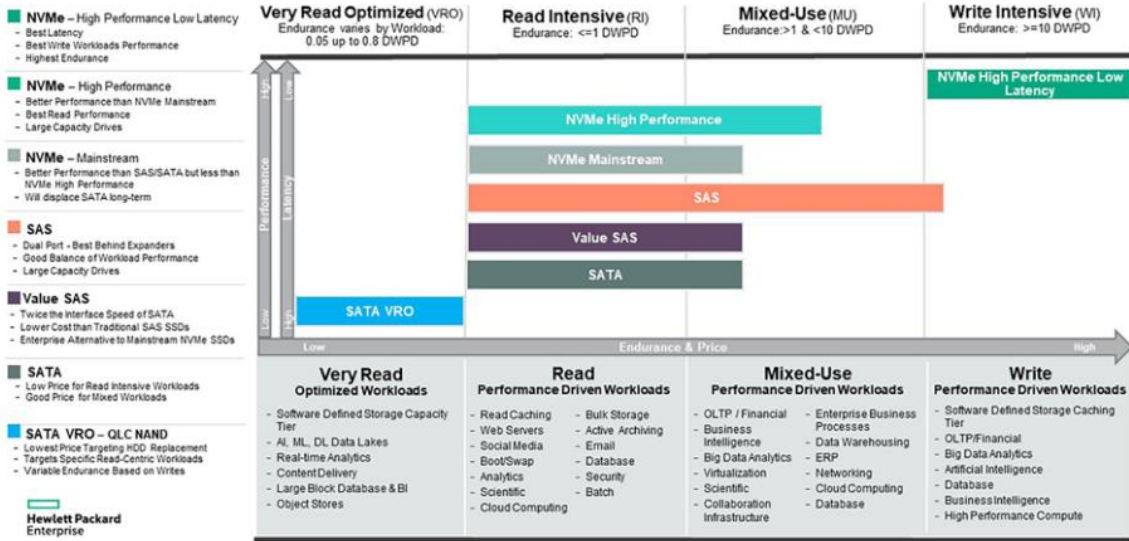 NVMe – High Performance Low Latency
- Best Latency
- Best Write Workloads Performance
- Highest Endurance
NVMe – High Performance
- Better Performance than NVMe Mainstream
- Best Read Performance
- Large Capacity Drives
NVMe – Mainstream
- Better Performance than SAS/SATA but less than
NVMe High Performance
- Will displace SATA long-term
SAS
- Dual Port - Best Behind Expanders
- Good Balance of Workload Performance
- Large Capacity Drives
Value SAS
- Twice the Interface Speed of SATA
- Lower Cost than Traditional SAS SSDs
- Enterprise Alternative to Mainstream NVMe SSDs
SATA
- Low Price for Read Intensive Workloads
- Good Price for Mixed Workloads
SATA VRO – QLC NAND
- Lowest Price Targeting HDD Replacement
- Targets Specific Read-Centric Workloads
- Variable Endurance Based on Writes
Hewlett Packard
Enterprise
Very Read Optimized (VRO)
Endurance varies by Workload:
0.05 up to 0.8 DWPD
Read Intensive (RI)
Endurance: <=1 DWPD
Mixed-Use (MU)
Endurance:>1 & <10 DWPD
Write Intensive (WI)
Endurance: >=10 DWPD
High
Performance
Low
Low
Latency
High
NVMe High Performance Low
Latency
NVMe High Performance
NVMe Mainstream
SAS
Value SAS
SATA
SATA VRO
Low
Endurance & Price
High
Very Read
Optimized Workloads
- Software Defined Storage Capacity
Tier
- AI, ML, DL Data Lakes
- Real-time Analytics
- Content Delivery
- Large Block Database & BI
- Object Stores
Read
Performance Driven Workloads
- Read Caching
- Web Servers
- Social Media
- Boot/Swap
- Analytics
- Scientific
- Cloud Computing
- Bulk Storage
- Active Archiving
- Email
- Database
- Security
- Batch
Mixed-Use
Performance Driven Workloads
- OLTP / Financial
- Business
Intelligence
- Big Data Analytics
- Virtualization
- Scientific
- Collaboration
Infrastructure
- Enterprise Business
Processes
- Data Warehousing
- ERP
- Networking
- Cloud Computing
- Database
Write
Performance Driven Workloads
- Software Defined Storage Caching
Tier
- OLTP/Financial
- Big Data Analytics
- Artificial Intelligence
- Database
- Business Intelligence
- High Performance Compute